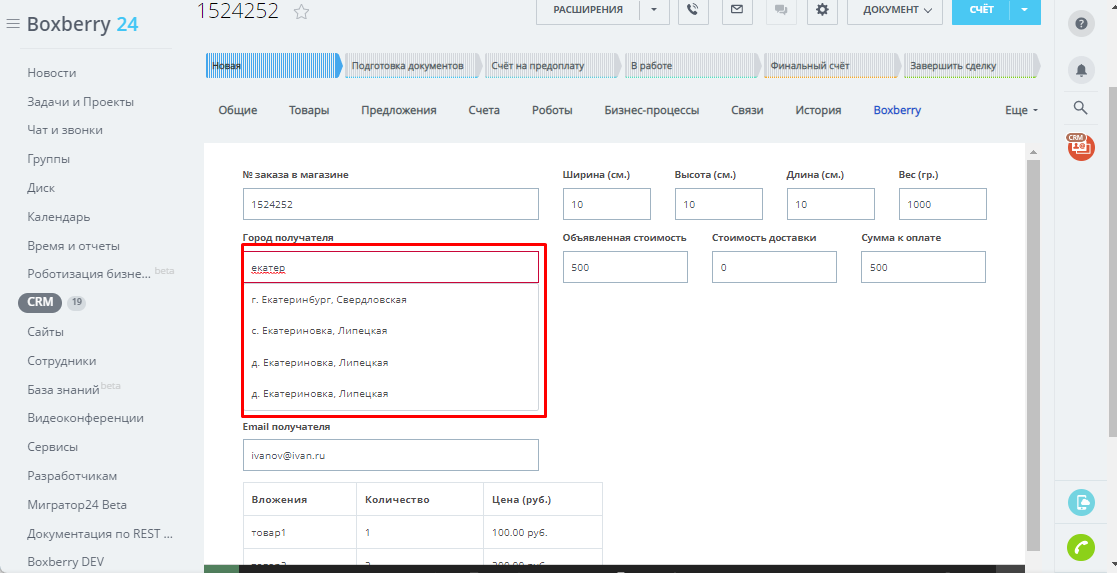 Boxberry 24
1524252
РАСШИРЕНИЯ
ДОКУМЕНТ
СЧЁТ
Новая
Подготовка документов
Счёт на предоплату
В работе
Финальный счёт
Завершить сделку
Общие
Товары
Предложения
Счета
Роботы
Бизнес-процессы
Связи
История
Boxberry
Еще
Новости
Задачи и Проекты
Чат и звонки
Группы
Диск
Календарь
Время и отчеты
Роботизация бизне... beta
CRM 19
Сайты
Сотрудники
База знаний beta
Видеоконференции
Сервисы
Разработчикам
Мигратор24 Beta
Документация по REST ...
Boxberry DEV
№ заказа в магазине
1524252
Ширина (см.)
10
Высота (см.)
10
Длина (см.)
10
Вес (гр.)
1000
Город получателя
екатер
г. Екатеринбург, Свердловская
с. Екатериновка, Липецкая
д. Екатериновка, Липецкая
д. Екатериновка, Липецкая
Объявленная стоимость
500
Стоимость доставки
0
Сумма к оплате
500
Email получателя
ivanov@ivan.ru
Вложения Количество Цена (руб.)
товар1 1 100.00 руб.
CRM